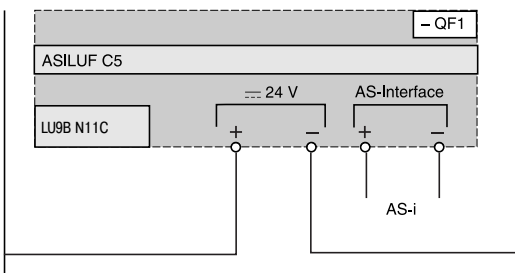 – QF1
ASILUF C5
24 V AS-Interface
LU9B N11C
+ – + –
AS-i